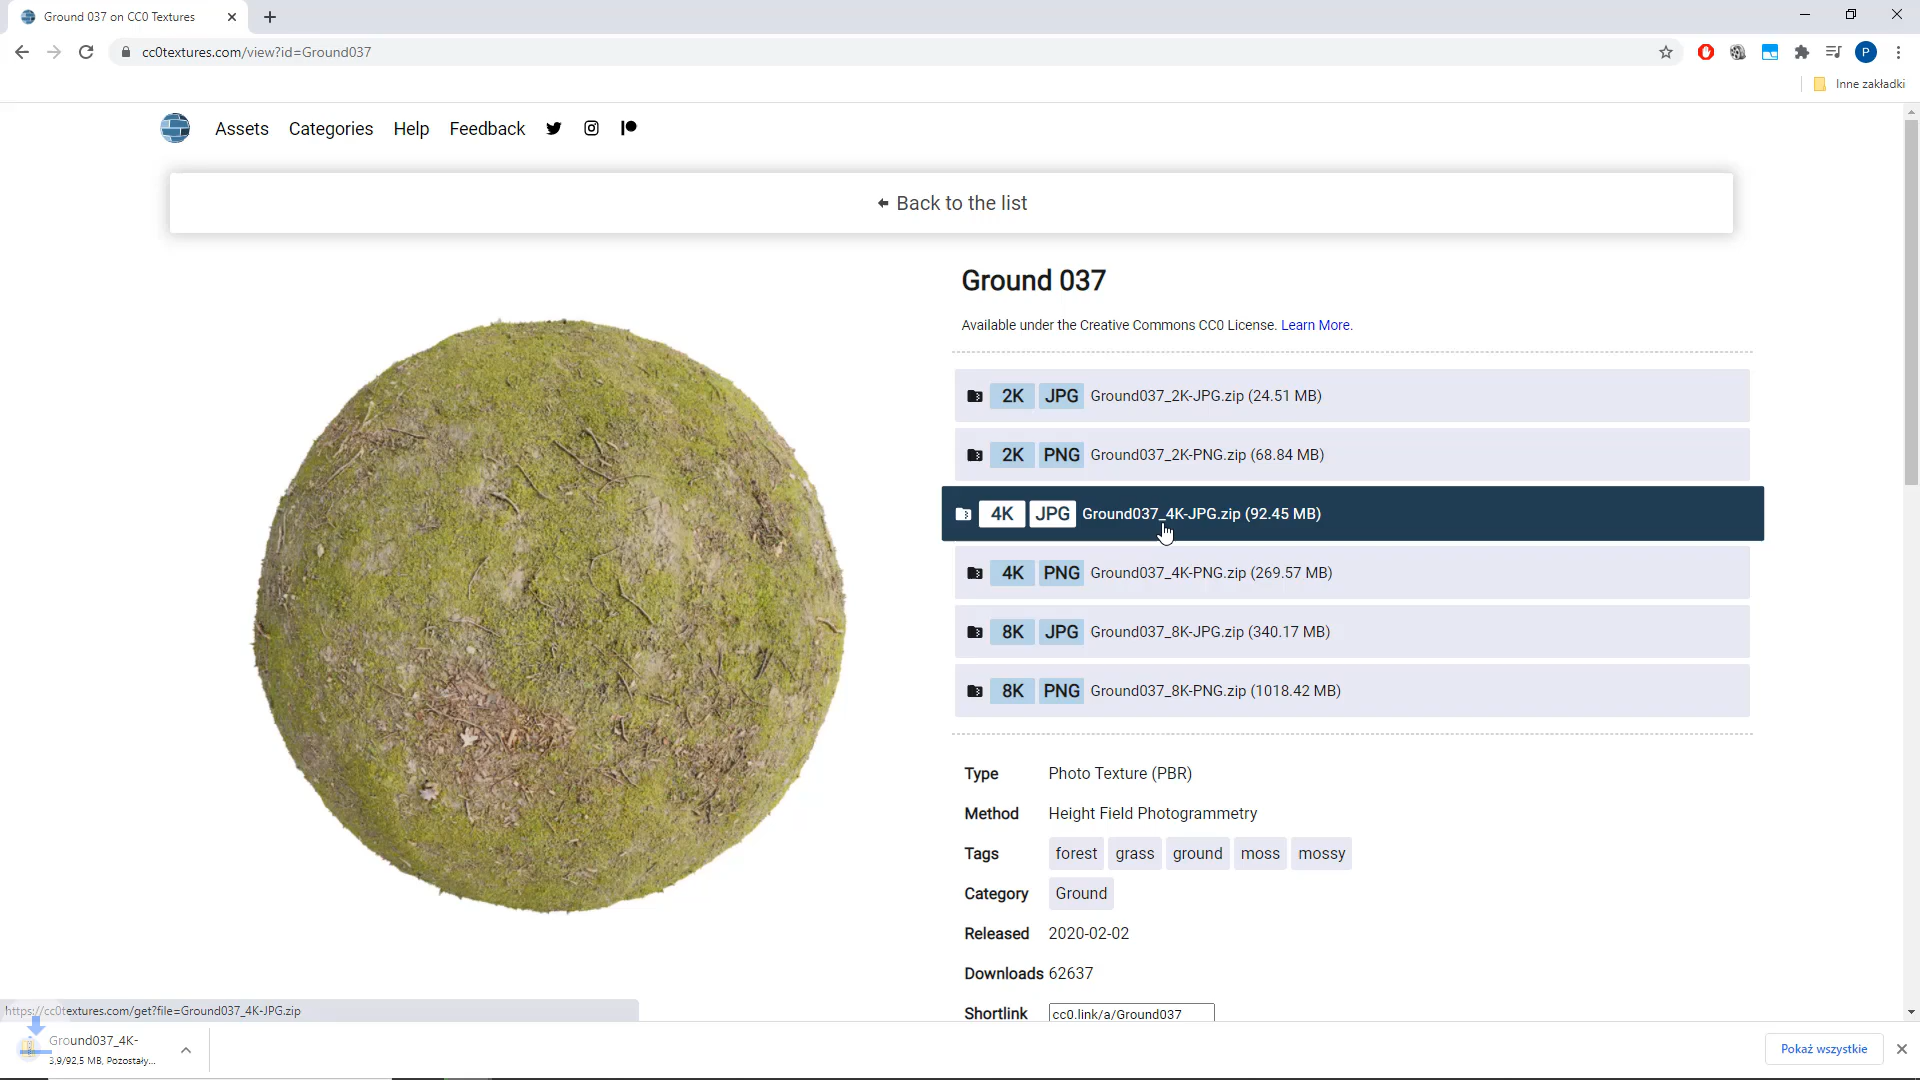 Ground 037 on CC0 Textures
cc0textures.com/view?id=Ground037
P
Inne zakładki
Assets Categories Help Feedback
Back to the list
Ground 037
Available under the Creative Commons CC0 License. Learn More.
2K JPG Ground037_2K-JPG.zip (24.51 MB)
2K PNG Ground037_2K-PNG.zip (68.84 MB)
4K JPG Ground037_4K-JPG.zip (92.45 MB)
4K PNG Ground037_4K-PNG.zip (269.57 MB)
8K JPG Ground037_8K-JPG.zip (340.17 MB)
8K PNG Ground037_8K-PNG.zip (1018.42 MB)
Type Photo Texture (PBR)
Method Height Field Photogrammetry
Tags forest grass ground moss mossy
Category Ground
Released 2020-02-02
Downloads 62637
Shortlink cc0.link/a/Ground037
https://cc0textures.com/get?file=Ground037_4K-JPG.zip
Ground037_4K-
3,9/92,5 MB, Pozostały...
Pokaż wszystkie